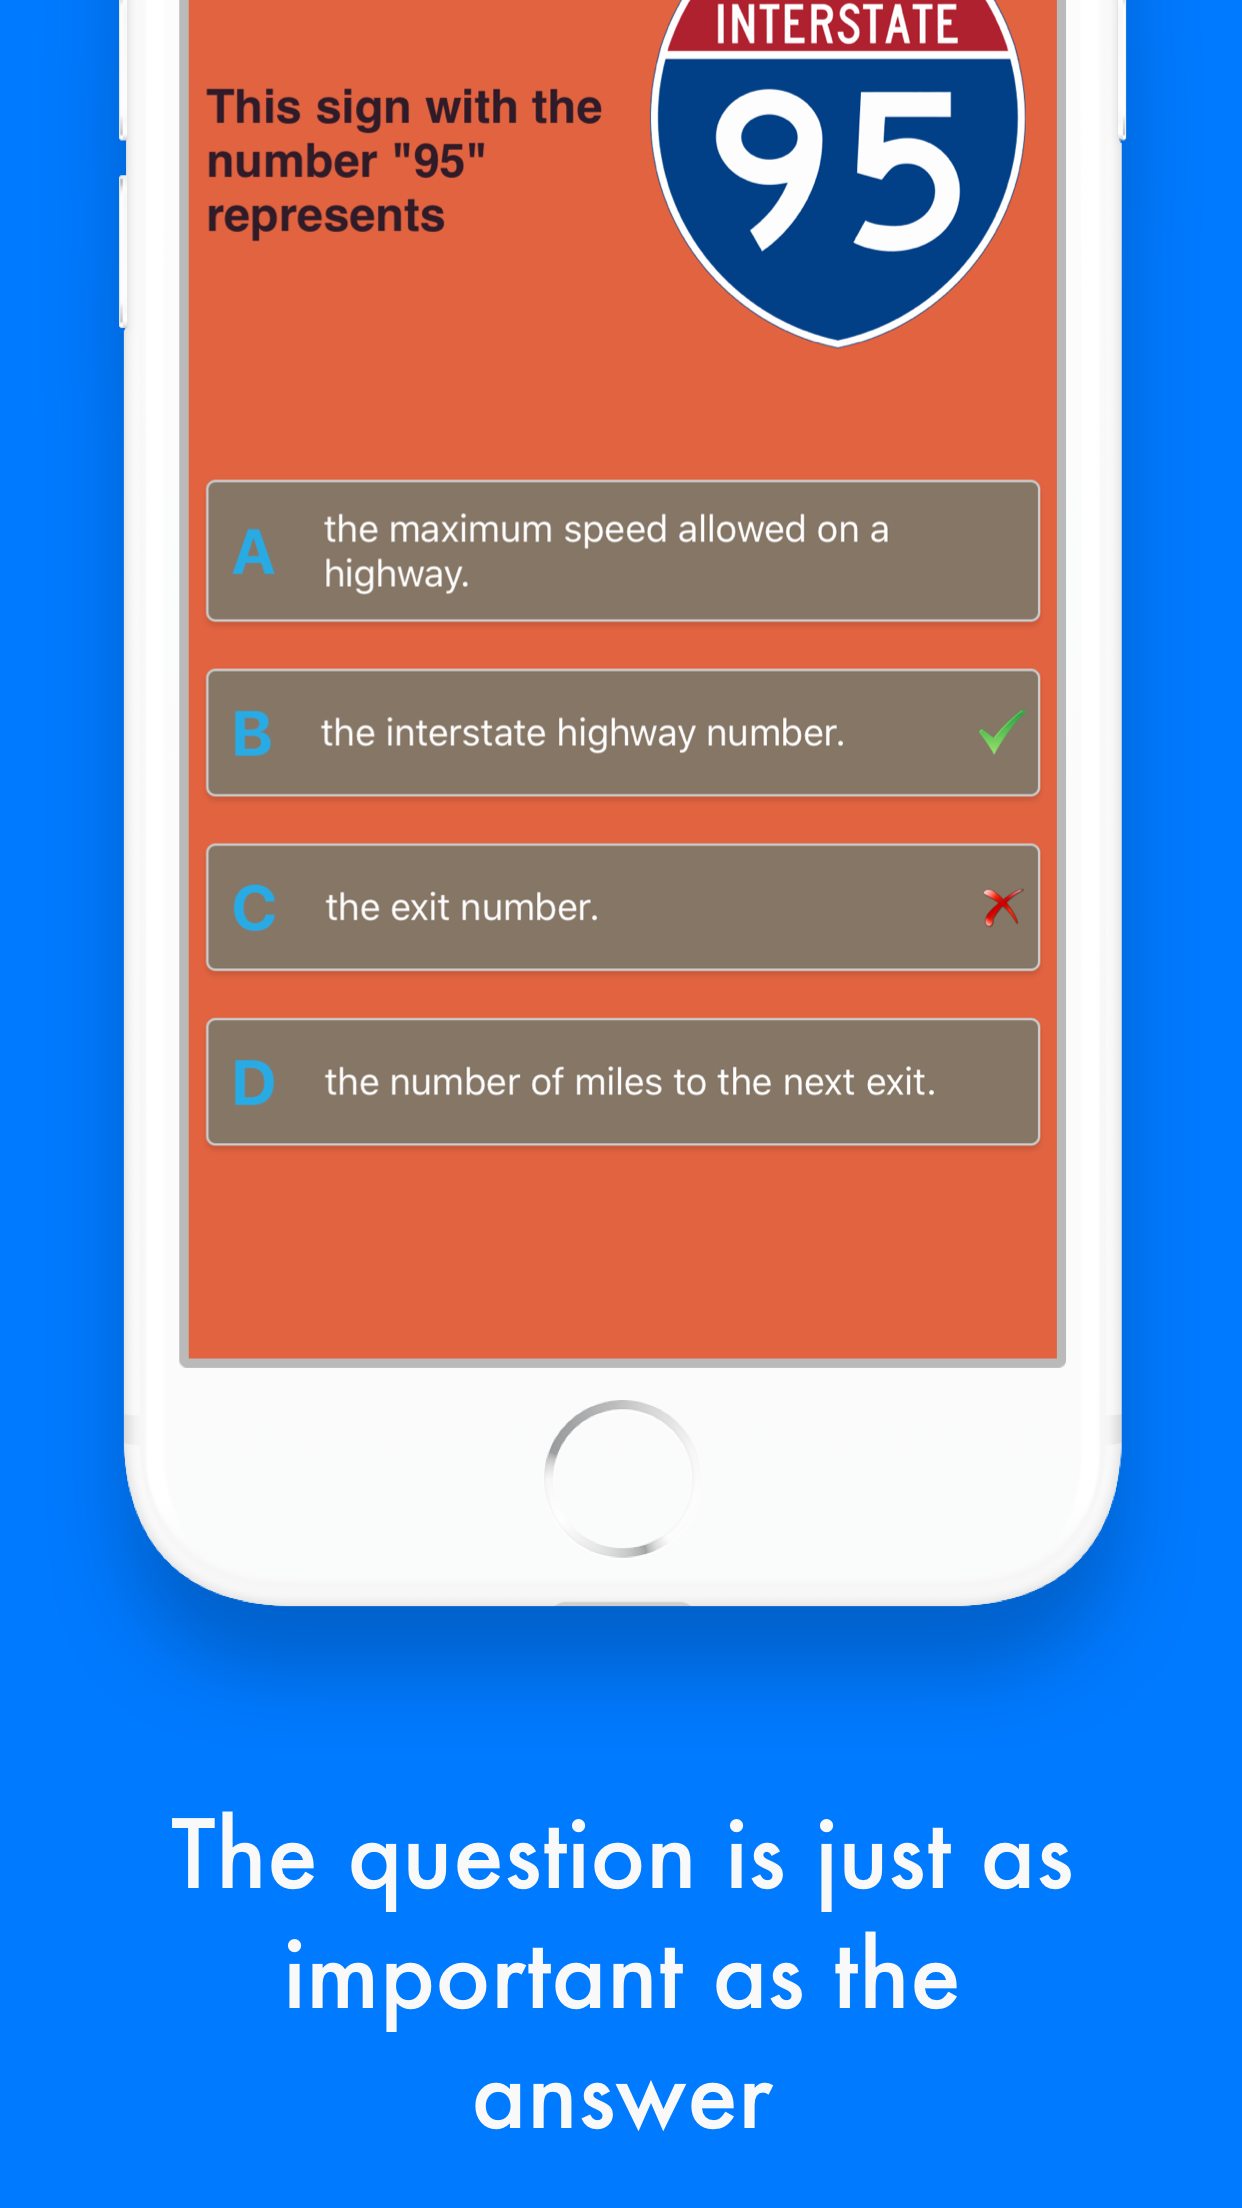 INTERSTATE
95
This sign with the
number "95"
represents
A
the maximum speed allowed on a
highway.
B
the interstate highway number.
C
the exit number.
D
the number of miles to the next exit.
The question is just as
important as the
answer